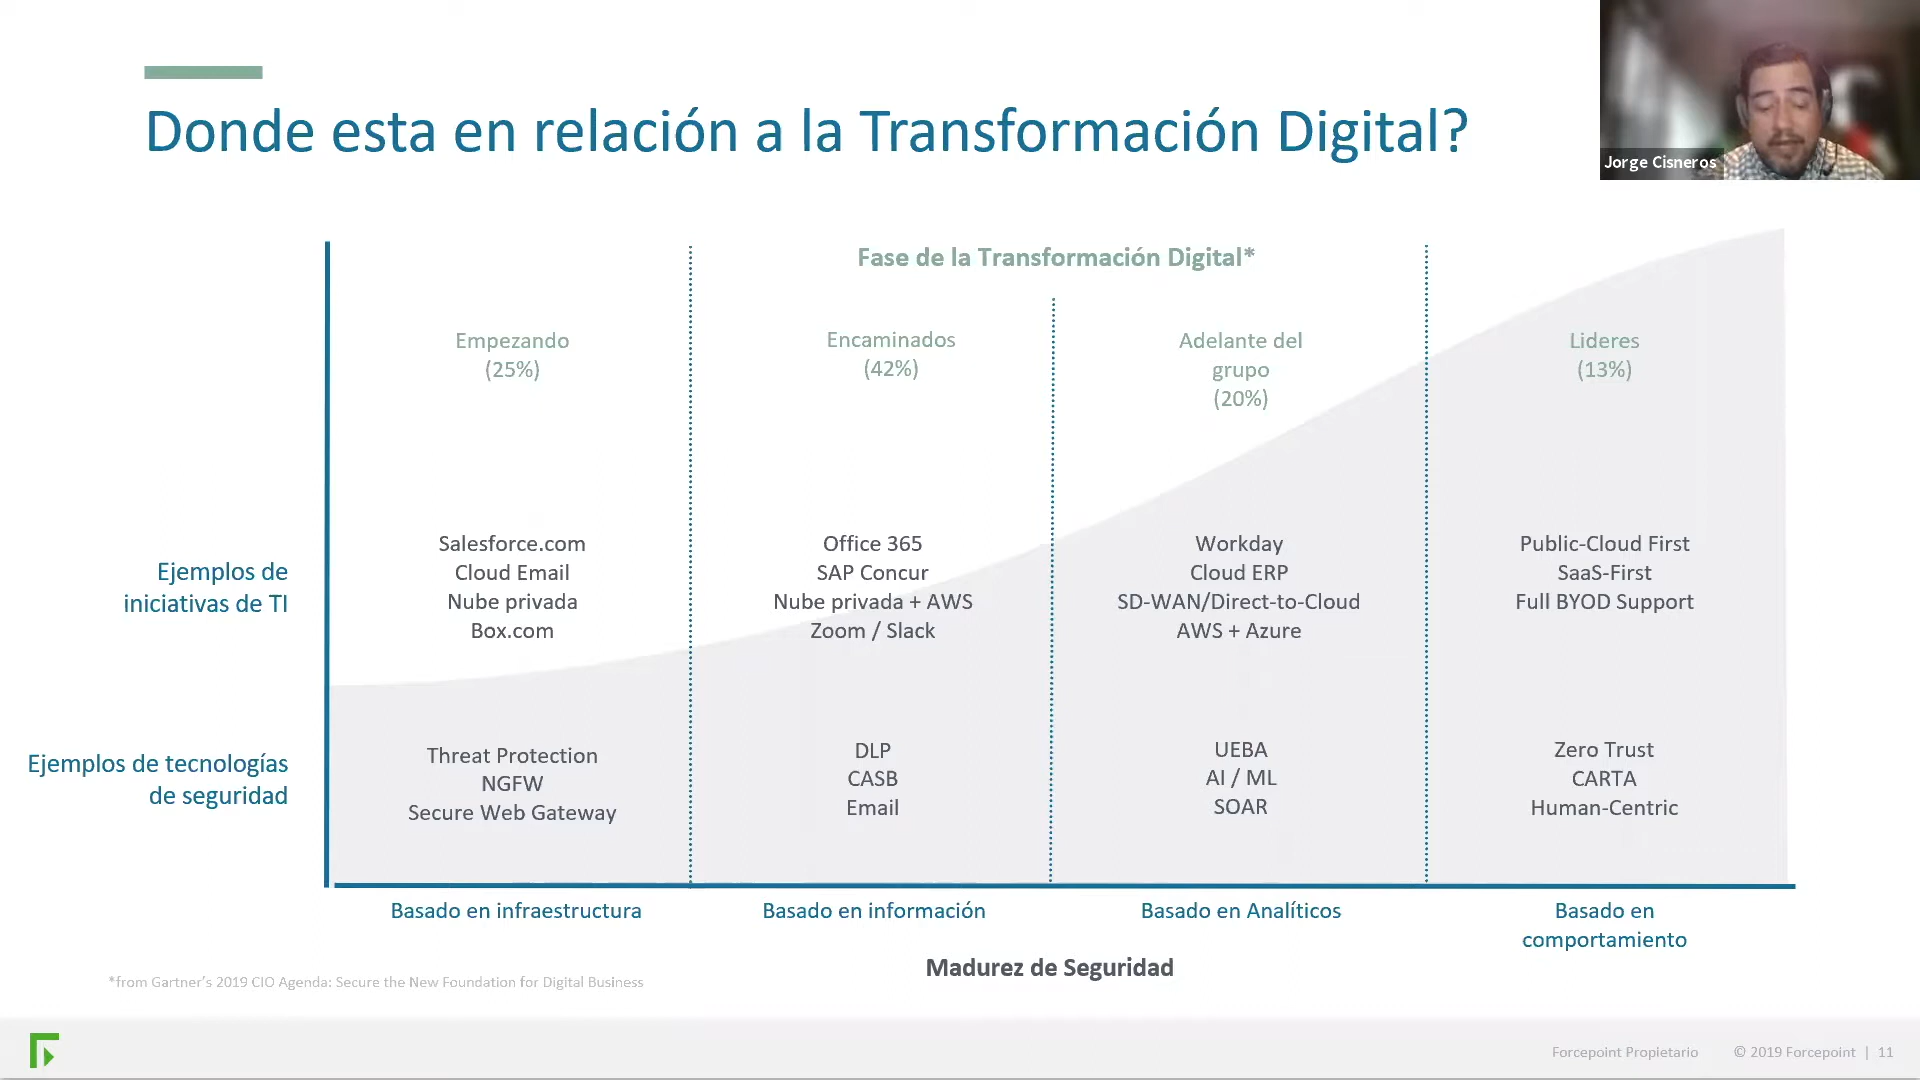 Donde esta en relación a la Transformación Digital?
Jorge Cisneros
Fase de la Transformación Digital*
Empezando
(25%)
Encaminados
(42%)
Adelante del
grupo
(20%)
Lideres
(13%)
Ejemplos de
iniciativas de TI
Salesforce.com
Cloud Email
Nube privada
Box.com
Office 365
SAP Concur
Nube privada + AWS
Zoom / Slack
Workday
Cloud ERP
SD-WAN/Direct-to-Cloud
AWS + Azure
Public-Cloud First
SaaS-First
Full BYOD Support
Ejemplos de tecnologías
de seguridad
Threat Protection
NGFW
Secure Web Gateway
DLP
CASB
Email
UEBA
AI / ML
SOAR
Zero Trust
CARTA
Human-Centric
Basado en infraestructura
Basado en información
Basado en Analíticos
Basado en
comportamiento
Madurez de Seguridad
*from Gartner's 2019 CIO Agenda: Secure the New Foundation for Digital Business
Forcepoint Propietario
© 2019 Forcepoint | 11